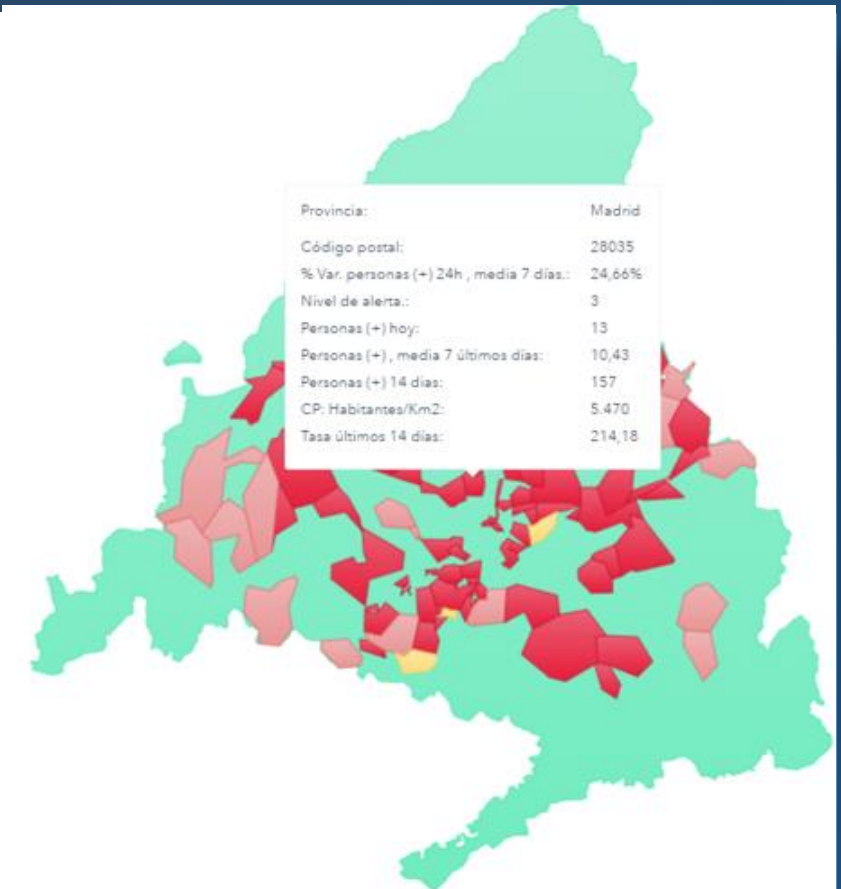 Provincia: Madrid
Código postal: 28035
% Var. personas (+) 24h , media 7 días.: 24,66%
Nivel de alerta.: 3
Personas (+) hoy: 13
Personas (+) , media 7 últimos días: 10,43
Personas (+) 14 dias: 157
CP: Habitantes/Km2: 5.470
Tasa últimos 14 días: 214,18